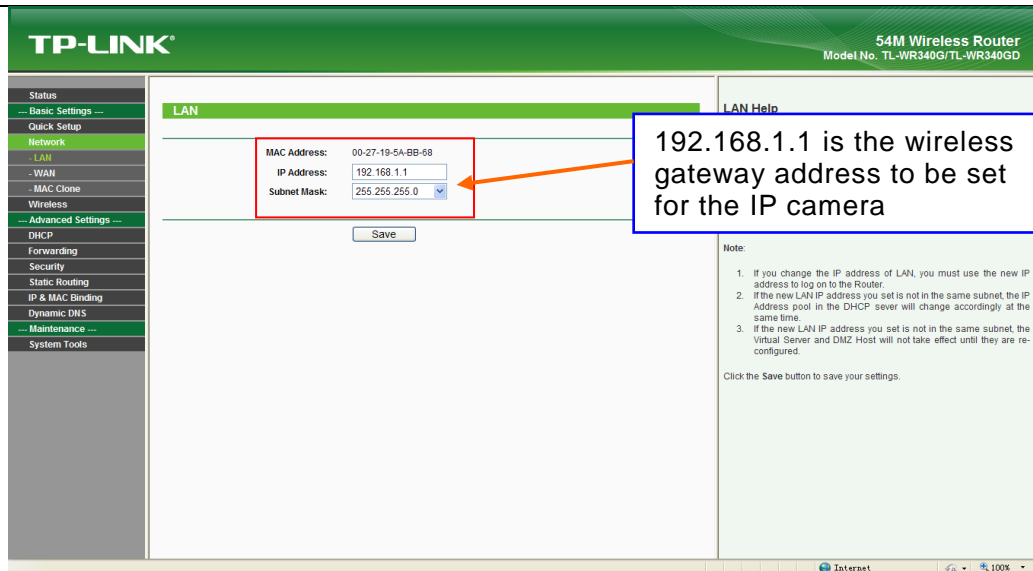 TP-LINK®
54M Wireless Router
Model No. TL-WR340G/TL-WR340GD
Status
--- Basic Settings ---
Quick Setup
Network
- LAN
- WAN
- MAC Clone
Wireless
--- Advanced Settings ---
DHCP
Forwarding
Security
Static Routing
IP & MAC Binding
Dynamic DNS
--- Maintenance ---
System Tools
LAN
MAC Address: 00-27-19-5A-BB-68
IP Address: 192.168.1.1
Subnet Mask: 255.255.255.0
Save
LAN Help
192.168.1.1 is the wireless
gateway address to be set
for the IP camera
Note:
1. If you change the IP address of LAN, you must use the new IP
address to log on to the Router.
2. If the new LAN IP address you set is not in the same subnet, the IP
Address pool in the DHCP sever will change accordingly at the
same time.
3. If the new LAN IP address you set is not in the same subnet, the
Virtual Server and DMZ Host will not take effect until they are re-
configured.
Click the Save button to save your settings.
Internet
100%